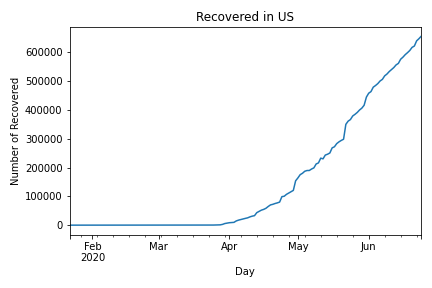 Recovered in US
Number of Recovered
600000
500000
400000
300000
200000
100000
0
Feb
2020
Mar
Apr
May
Jun
Day